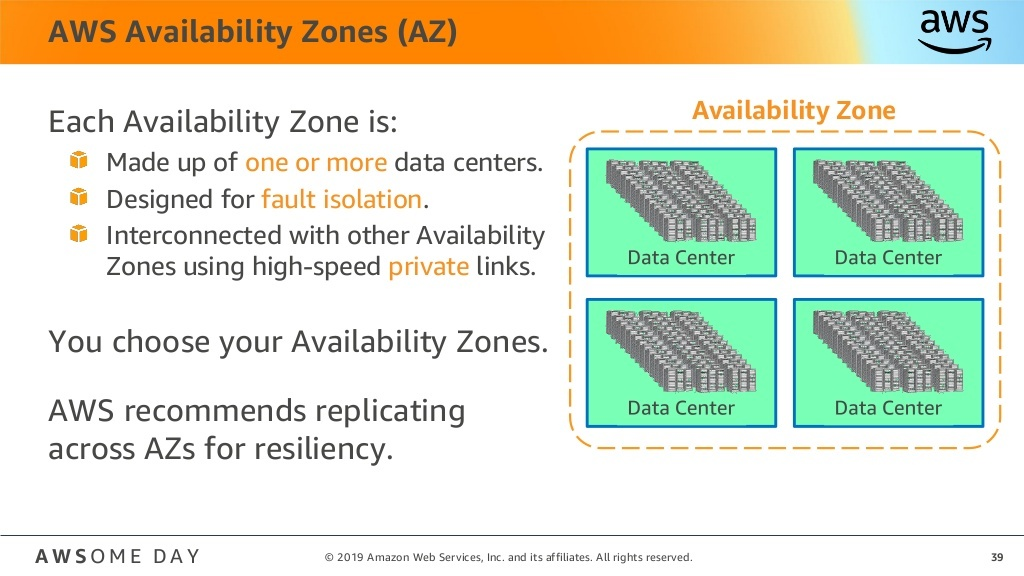 AWS Availability Zones (AZ)
aws
Each Availability Zone is:
Made up of one or more data centers.
Designed for fault isolation.
Interconnected with other Availability
Zones using high-speed private links.
You choose your Availability Zones.
AWS recommends replicating
across AZs for resiliency.
Availability Zone
Data Center
Data Center
Data Center
Data Center
AWSOME DAY
© 2019 Amazon Web Services, Inc. and its affiliates. All rights reserved.
39